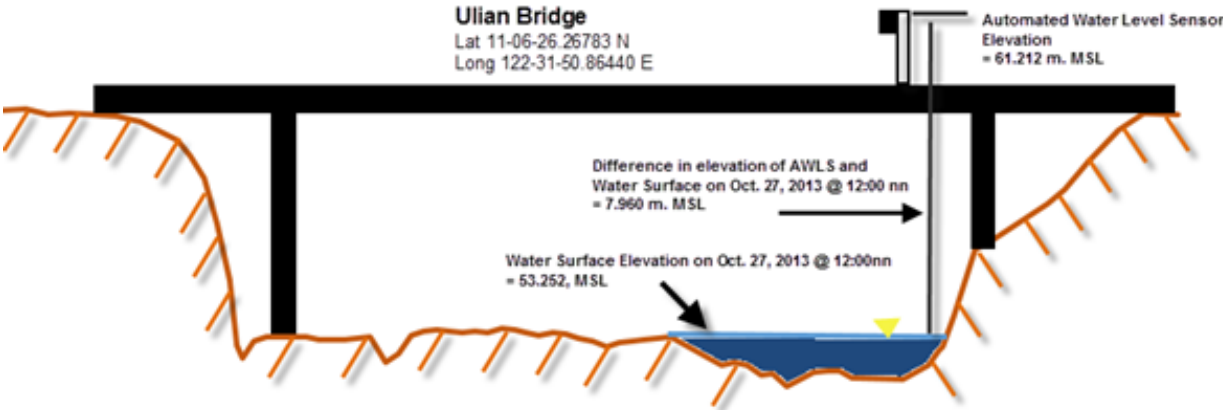 Ulian Bridge
Lat 11-06-26.26783 N
Long 122-31-50.86440 E
Automated Water Level Sensor
Elevation
= 61.212 m. MSL
Difference in elevation of AWLS and
Water Surface on Oct. 27, 2013 @ 12:00 nn
= 7.960 m. MSL
Water Surface Elevation on Oct. 27, 2013 @ 12:00nn
= 53.252, MSL